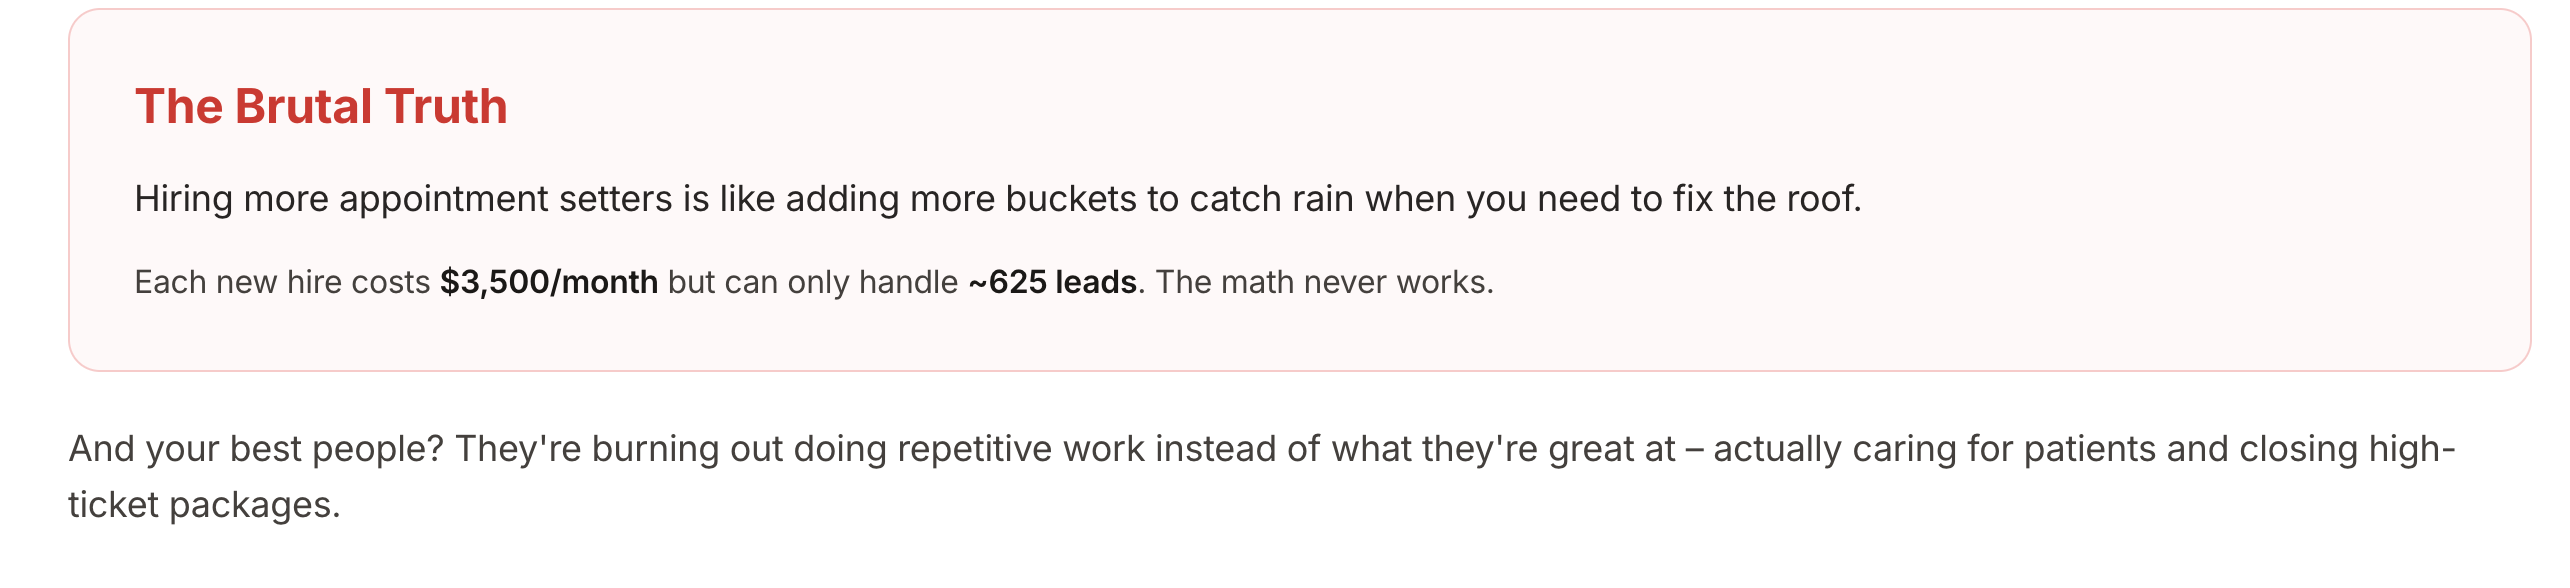 The Brutal Truth
Hiring more appointment setters is like adding more buckets to catch rain when you need to fix the roof.
Each new hire costs $3,500/month but can only handle ~625 leads. The math never works.
And your best people? They're burning out doing repetitive work instead of what they're great at – actually caring for patients and closing high-
ticket packages.